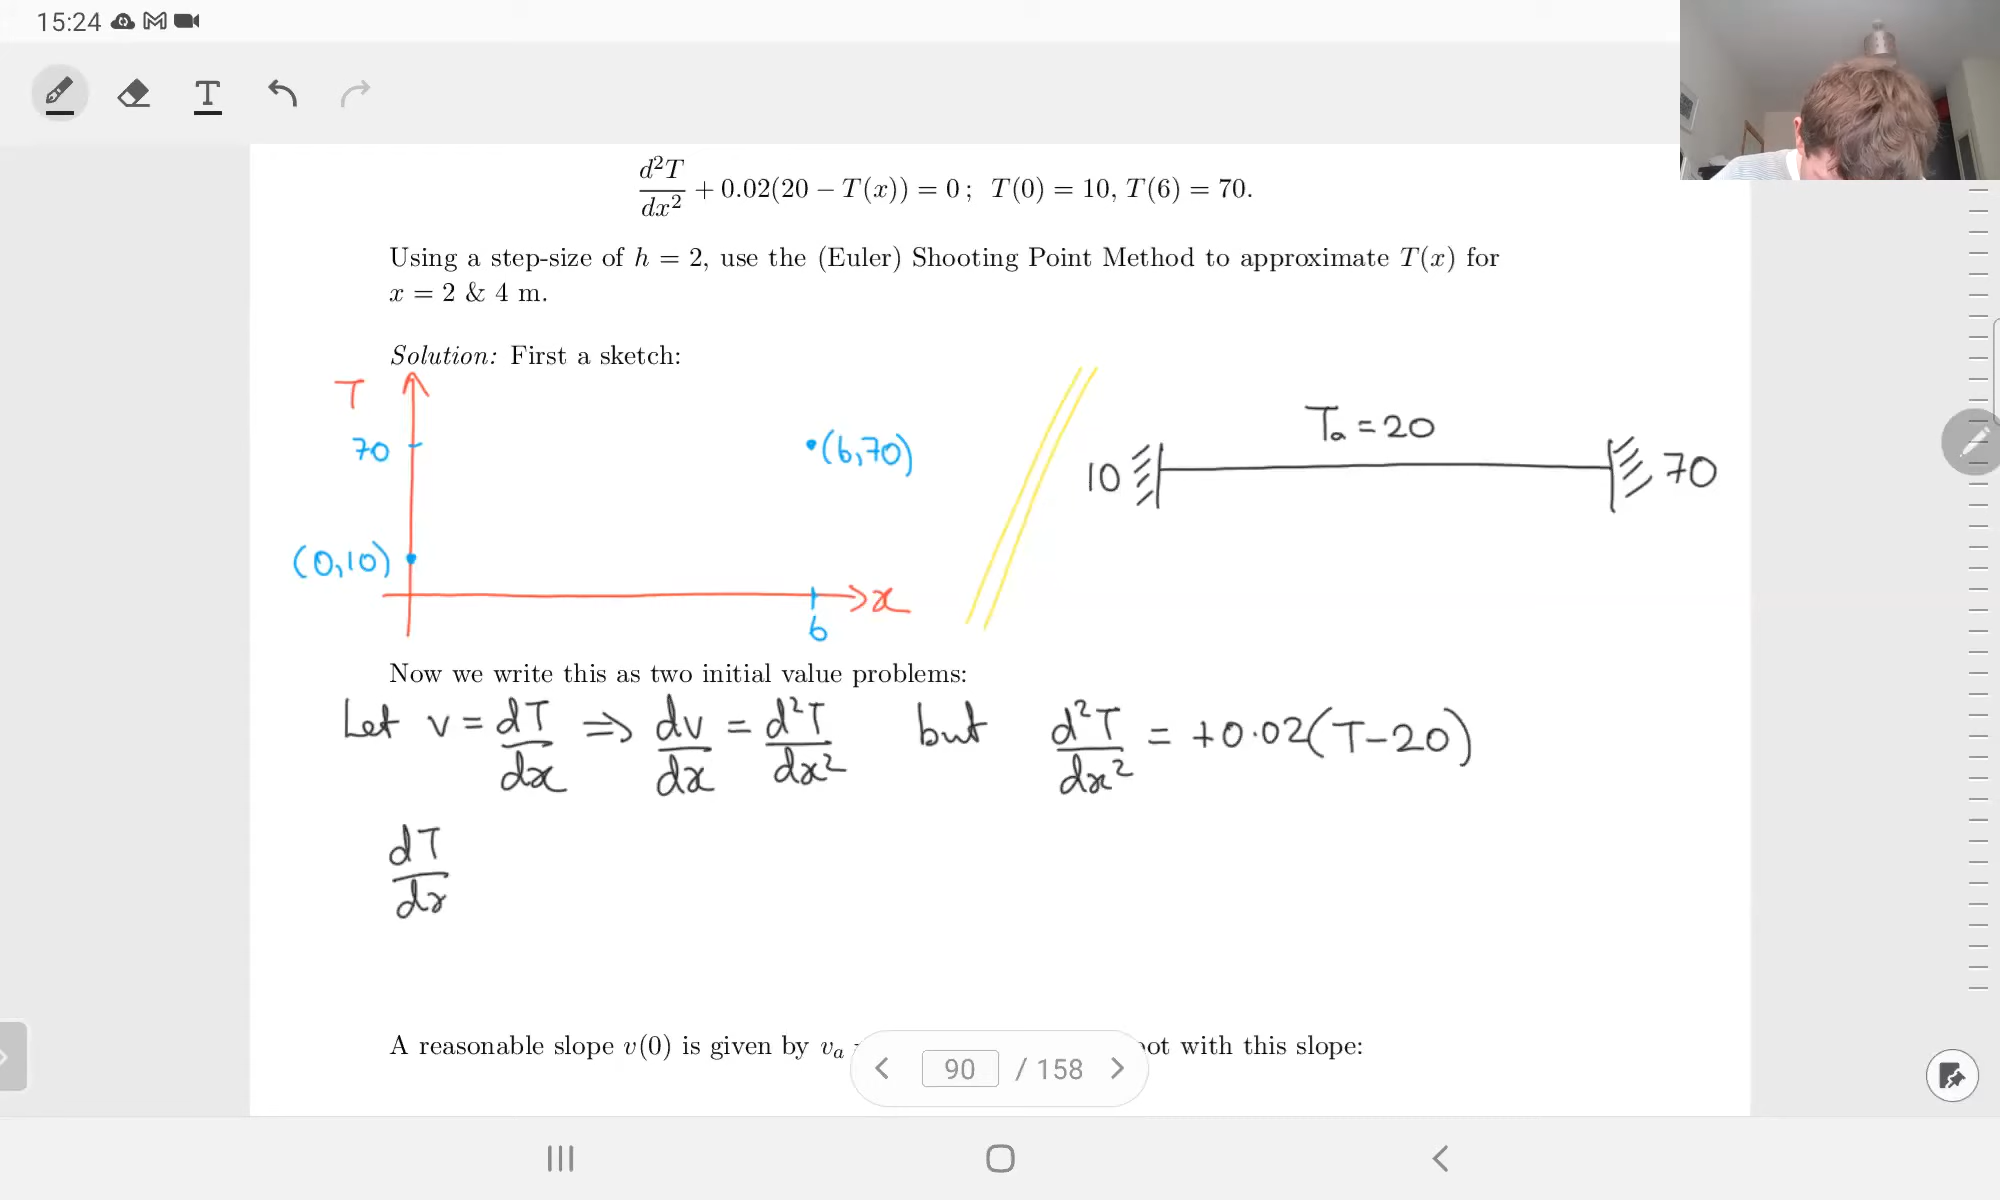 15:24
T
d²T/dx² + 0.02(20 − T(x)) = 0 ; T(0) = 10, T(6) = 70.
Using a step-size of h = 2, use the (Euler) Shooting Point Method to approximate T(x) for
x = 2 & 4 m.
Solution: First a sketch:
T
70
(6,70)
(0,10)
x
6
Tₐ = 20
10
70
Now we write this as two initial value problems:
Let v = dT/dx ⇒ dv/dx = d²T/dx² but d²T/dx² = +0.02(T−20)
dT/dx
A reasonable slope v(0) is given by vₐ
with this slope:
90 / 158